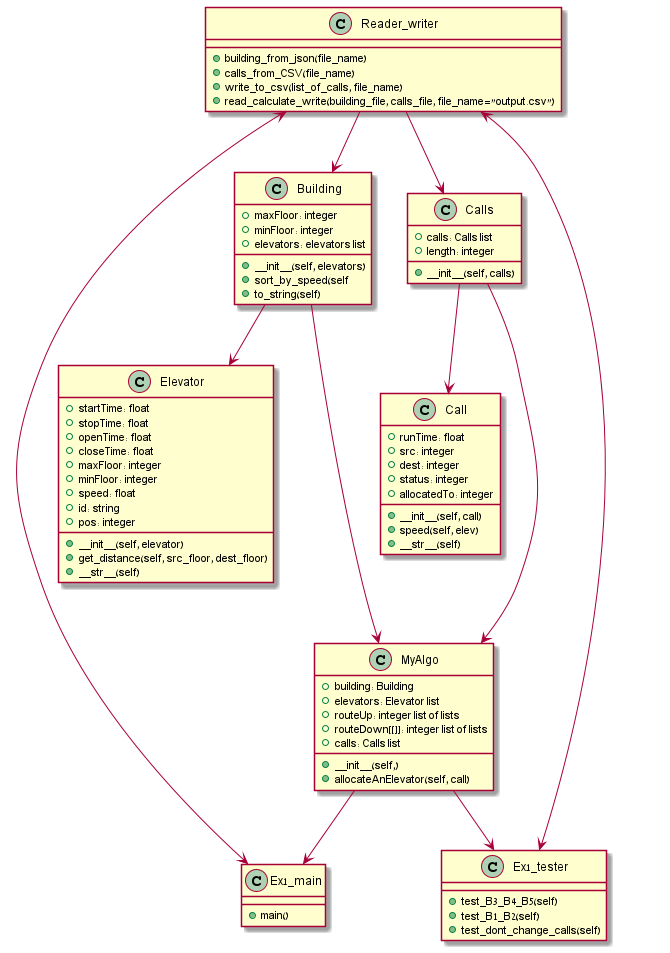 C Reader_writer
building_from_json(file_name)
calls_from_CSV(file_name)
write_to_csv(list_of_calls, file_name)
read_calculate_write(building_file, calls_file, file_name="output.csv")
C Building
maxFloor: integer
minFloor: integer
elevators: elevators list
__init__(self, elevators)
sort_by_speed(self
to_string(self)
C Calls
calls: Calls list
length: integer
__init__(self, calls)
C Elevator
startTime: float
stopTime: float
openTime: float
closeTime: float
maxFloor: integer
minFloor: integer
speed: float
id: string
pos: integer
__init__(self, elevator)
get_distance(self, src_floor, dest_floor)
__str__(self)
C Call
runTime: float
src: integer
dest: integer
status: integer
allocatedTo: integer
__init__(self, call)
speed(self, elev)
__str__(self)
C MyAlgo
building: Building
elevators: Elevator list
routeUp: integer list of lists
routeDown[[]]: integer list of lists
calls: Calls list
__init__(self,)
allocateAnElevator(self, call)
C Ex1_main
main()
C Ex1_tester
test_B3_B4_B5(self)
test_B1_B2(self)
test_dont_change_calls(self)